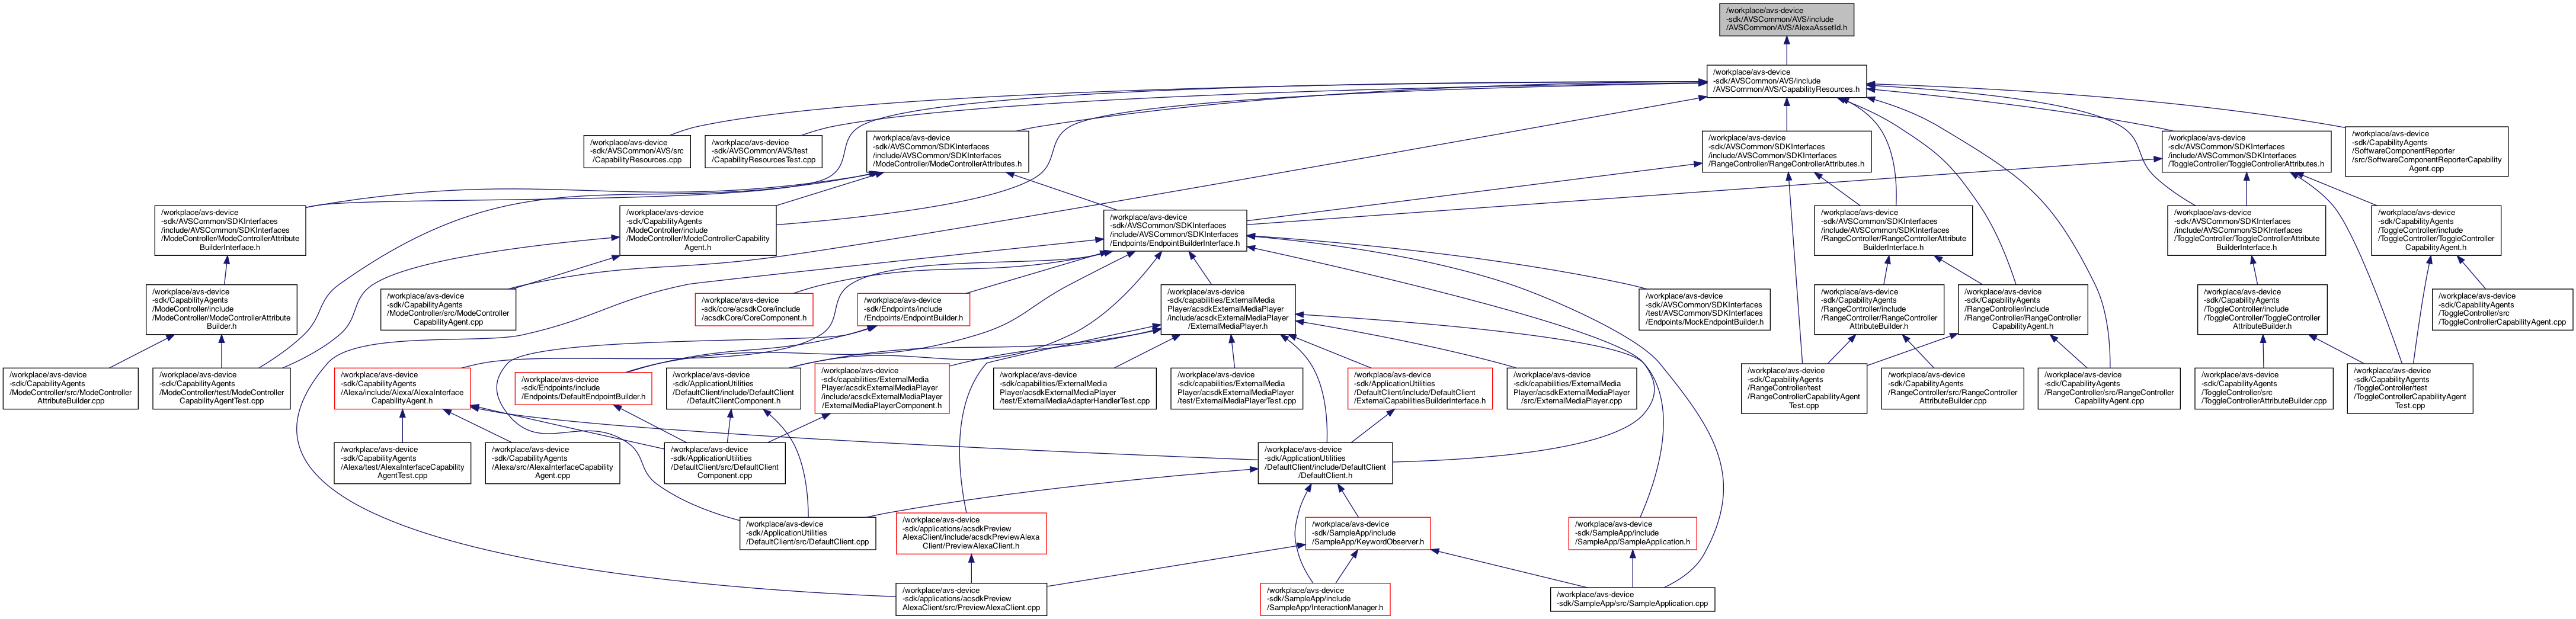 /workplace/avs-device
-sdk/AVSCommon/AVS/include
/AVSCommon/AVS/AlexaAssetId.h
/workplace/avs-device
-sdk/AVSCommon/AVS/include
/AVSCommon/AVS/CapabilityResources.h
/workplace/avs-device
-sdk/AVSCommon/AVS/src
/CapabilityResources.cpp
/workplace/avs-device
-sdk/AVSCommon/AVS/test
/CapabilityResourcesTest.cpp
/workplace/avs-device
-sdk/AVSCommon/SDKInterfaces
/include/AVSCommon/SDKInterfaces
/ModeController/ModeControllerAttributes.h
/workplace/avs-device
-sdk/AVSCommon/SDKInterfaces
/include/AVSCommon/SDKInterfaces
/RangeController/RangeControllerAttributes.h
/workplace/avs-device
-sdk/AVSCommon/SDKInterfaces
/include/AVSCommon/SDKInterfaces
/ToggleController/ToggleControllerAttributes.h
/workplace/avs-device
-sdk/CapabilityAgents
/SoftwareComponentReporter
/src/SoftwareComponentReporterCapability
Agent.cpp
/workplace/avs-device
-sdk/AVSCommon/SDKInterfaces
/include/AVSCommon/SDKInterfaces
/ModeController/ModeControllerAttribute
BuilderInterface.h
/workplace/avs-device
-sdk/CapabilityAgents
/ModeController/include
/ModeController/ModeControllerCapability
Agent.h
/workplace/avs-device
-sdk/AVSCommon/SDKInterfaces
/include/AVSCommon/SDKInterfaces
/Endpoints/EndpointBuilderInterface.h
/workplace/avs-device
-sdk/AVSCommon/SDKInterfaces
/include/AVSCommon/SDKInterfaces
/RangeController/RangeControllerAttribute
BuilderInterface.h
/workplace/avs-device
-sdk/AVSCommon/SDKInterfaces
/include/AVSCommon/SDKInterfaces
/ToggleController/ToggleControllerAttribute
BuilderInterface.h
/workplace/avs-device
-sdk/CapabilityAgents
/ToggleController/include
/ToggleController/ToggleController
CapabilityAgent.h
/workplace/avs-device
-sdk/CapabilityAgents
/ModeController/include
/ModeController/ModeControllerAttribute
Builder.h
/workplace/avs-device
-sdk/CapabilityAgents
/ModeController/src/ModeController
CapabilityAgent.cpp
/workplace/avs-device
-sdk/core/acsdkCore/include
/acsdkCore/CoreComponent.h
/workplace/avs-device
-sdk/Endpoints/include
/Endpoints/EndpointBuilder.h
/workplace/avs-device
-sdk/capabilities/ExternalMedia
Player/acsdkExternalMediaPlayer
/include/acsdkExternalMediaPlayer
/ExternalMediaPlayer.h
/workplace/avs-device
-sdk/AVSCommon/SDKInterfaces
/test/AVSCommon/SDKInterfaces
/Endpoints/MockEndpointBuilder.h
/workplace/avs-device
-sdk/CapabilityAgents
/RangeController/include
/RangeController/RangeController
AttributeBuilder.h
/workplace/avs-device
-sdk/CapabilityAgents
/RangeController/include
/RangeController/RangeController
CapabilityAgent.h
/workplace/avs-device
-sdk/CapabilityAgents
/ToggleController/include
/ToggleController/ToggleController
AttributeBuilder.h
/workplace/avs-device
-sdk/CapabilityAgents
/ToggleController/src
/ToggleControllerCapabilityAgent.cpp
/workplace/avs-device
-sdk/CapabilityAgents
/ModeController/src/ModeController
AttributeBuilder.cpp
/workplace/avs-device
-sdk/CapabilityAgents
/ModeController/test/ModeController
CapabilityAgentTest.cpp
/workplace/avs-device
-sdk/CapabilityAgents
/Alexa/include/Alexa/AlexaInterface
CapabilityAgent.h
/workplace/avs-device
-sdk/Endpoints/include
/Endpoints/DefaultEndpointBuilder.h
/workplace/avs-device
-sdk/ApplicationUtilities
/DefaultClient/include/DefaultClient
/DefaultClientComponent.h
/workplace/avs-device
-sdk/capabilities/ExternalMedia
Player/acsdkExternalMediaPlayer
/include/acsdkExternalMediaPlayer
/ExternalMediaPlayerComponent.h
/workplace/avs-device
-sdk/capabilities/ExternalMedia
Player/acsdkExternalMediaPlayer
/test/ExternalMediaAdapterHandlerTest.cpp
/workplace/avs-device
-sdk/capabilities/ExternalMedia
Player/acsdkExternalMediaPlayer
/test/ExternalMediaPlayerTest.cpp
/workplace/avs-device
-sdk/ApplicationUtilities
/DefaultClient/include/DefaultClient
/ExternalCapabilitiesBuilderInterface.h
/workplace/avs-device
-sdk/capabilities/ExternalMedia
Player/acsdkExternalMediaPlayer
/src/ExternalMediaPlayer.cpp
/workplace/avs-device
-sdk/CapabilityAgents
/RangeController/test
/RangeControllerCapabilityAgent
Test.cpp
/workplace/avs-device
-sdk/CapabilityAgents
/RangeController/src/RangeController
AttributeBuilder.cpp
/workplace/avs-device
-sdk/CapabilityAgents
/RangeController/src/RangeController
CapabilityAgent.cpp
/workplace/avs-device
-sdk/CapabilityAgents
/ToggleController/src
/ToggleControllerAttributeBuilder.cpp
/workplace/avs-device
-sdk/CapabilityAgents
/ToggleController/test
/ToggleControllerCapabilityAgent
Test.cpp
/workplace/avs-device
-sdk/CapabilityAgents
/Alexa/test/AlexaInterfaceCapability
AgentTest.cpp
/workplace/avs-device
-sdk/CapabilityAgents
/Alexa/src/AlexaInterfaceCapability
Agent.cpp
/workplace/avs-device
-sdk/ApplicationUtilities
/DefaultClient/src/DefaultClient
Component.cpp
/workplace/avs-device
-sdk/ApplicationUtilities
/DefaultClient/include/DefaultClient
/DefaultClient.h
/workplace/avs-device
-sdk/ApplicationUtilities
/DefaultClient/src/DefaultClient.cpp
/workplace/avs-device
-sdk/applications/acsdkPreview
AlexaClient/include/acsdkPreviewAlexa
Client/PreviewAlexaClient.h
/workplace/avs-device
-sdk/SampleApp/include
/SampleApp/KeywordObserver.h
/workplace/avs-device
-sdk/SampleApp/include
/SampleApp/SampleApplication.h
/workplace/avs-device
-sdk/applications/acsdkPreview
AlexaClient/src/PreviewAlexaClient.cpp
/workplace/avs-device
-sdk/SampleApp/include
/SampleApp/InteractionManager.h
/workplace/avs-device
-sdk/SampleApp/src/SampleApplication.cpp